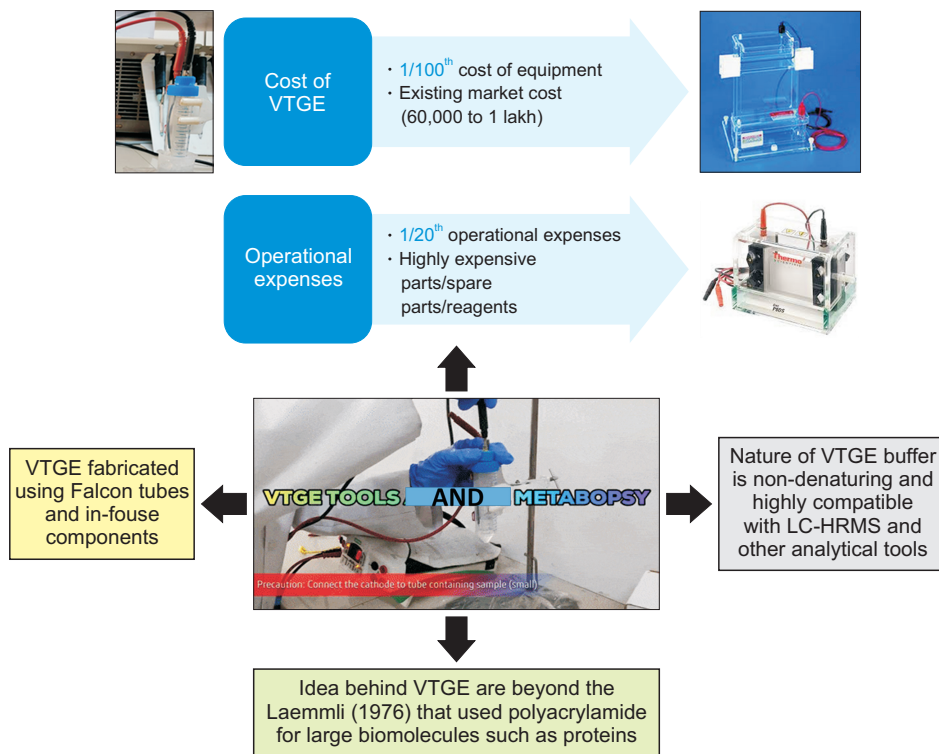 Cost of
VTGE
· 1/100th cost of equipment
· Existing market cost
(60,000 to 1 lakh)
Operational
expenses
· 1/20th operational expenses
· Highly expensive
parts/spare
parts/reagents
Thermo
SCIENTIFIC
VTGE fabricated
using Falcon tubes
and in-fouse
components
VTGE TOOLS AND METABOPSY
Precaution: Connect the cathode to tube containing sample (small)
Nature of VTGE buffer
is non-denaturing and
highly compatible
with LC-HRMS and
other analytical tools
Idea behind VTGE are beyond the
Laemmli (1976) that used polyacrylamide
for large biomolecules such as proteins